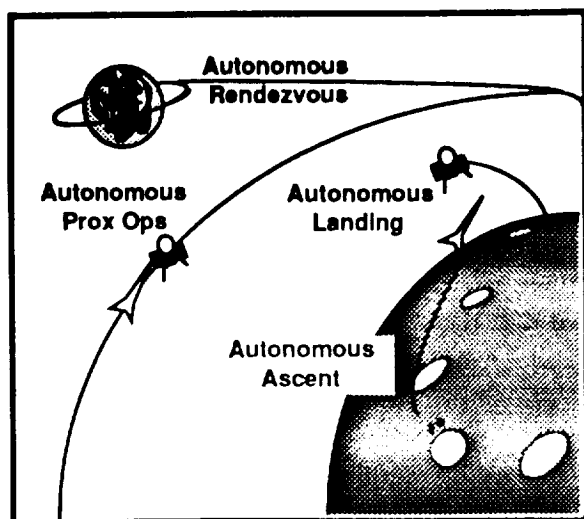 Autonomous
Rendezvous
Autonomous
Prox Ops
Autonomous
Landing
Autonomous
Ascent